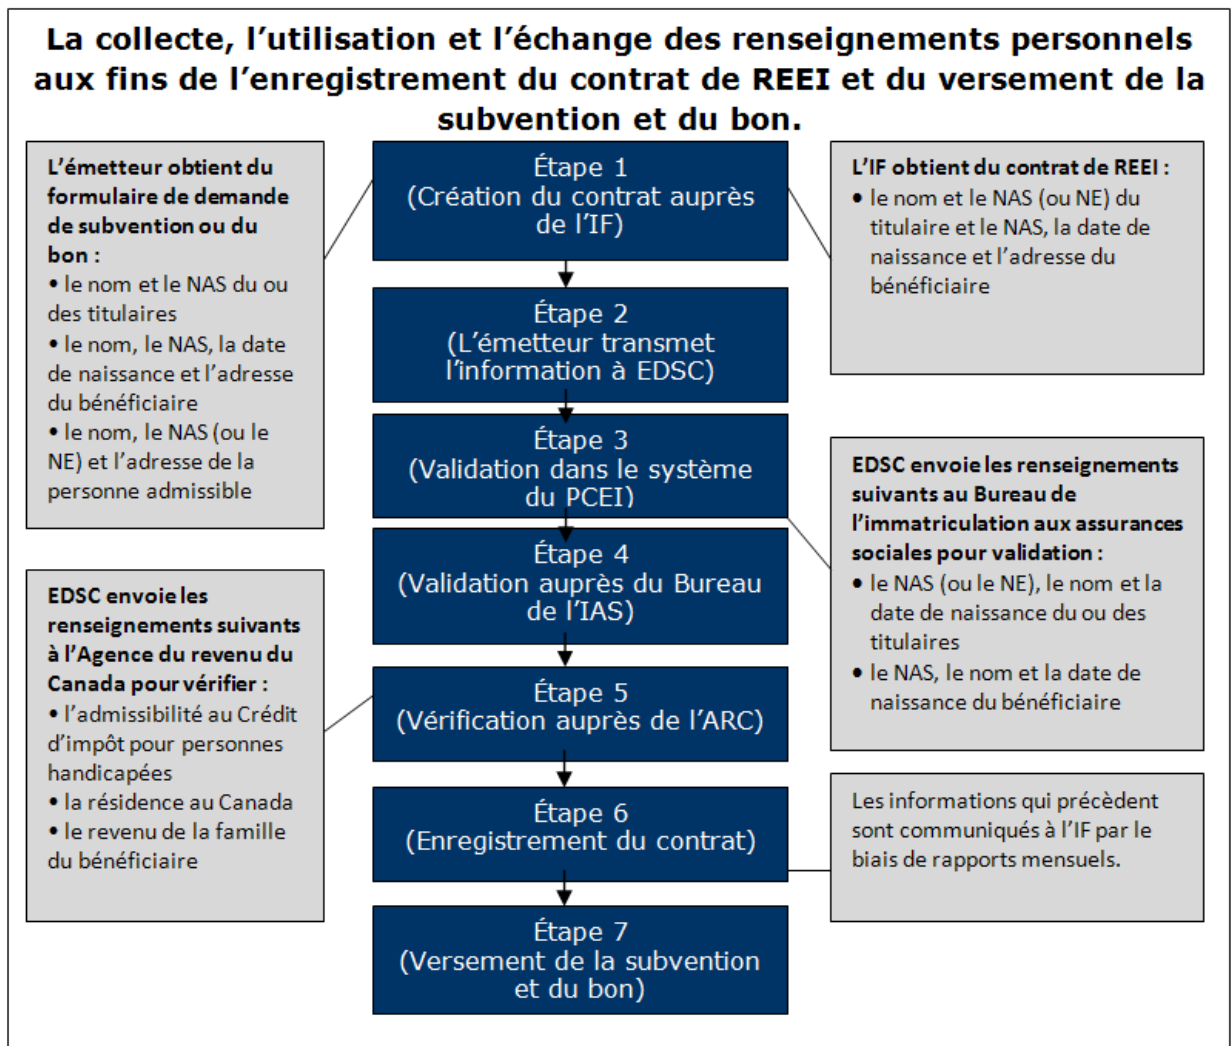 La collecte, l’utilisation et l’échange des renseignements personnels
aux fins de l’enregistrement du contrat de REEI et du versement de la
subvention et du bon.
L’émetteur obtient du
formulaire de demande
de subvention ou du
bon :
• le nom et le NAS du ou
des titulaires
• le nom, le NAS, la date
de naissance et l’adresse
du bénéficiaire
• le nom, le NAS (ou le
NE) et l’adresse de la
personne admissible
Étape 1
(Création du contrat auprès
de l’IF)
L’IF obtient du contrat de REEI :
• le nom et le NAS (ou NE) du
titulaire et le NAS, la date de
naissance et l’adresse du
bénéficiaire
Étape 2
(L’émetteur transmet
l’information à EDSC)
Étape 3
(Validation dans le système
du PCEI)
EDSC envoie les renseignements
suivants au Bureau de
l’immatriculation aux assurances
sociales pour validation :
• le NAS (ou le NE), le nom et la
date de naissance du ou des
titulaires
• le NAS, le nom et la date de
naissance du bénéficiaire
Étape 4
(Validation auprès du Bureau
de l’IAS)
EDSC envoie les
renseignements suivants
à l’Agence du revenu du
Canada pour vérifier :
• l’admissibilité au Crédit
d’impôt pour personnes
handicapées
• la résidence au Canada
• le revenu de la famille
du bénéficiaire
Étape 5
(Vérification auprès de l’ARC)
Étape 6
(Enregistrement du contrat)
Les informations qui précèdent
sont communiqués à l’IF par le
biais de rapports mensuels.
Étape 7
(Versement de la subvention
et du bon)